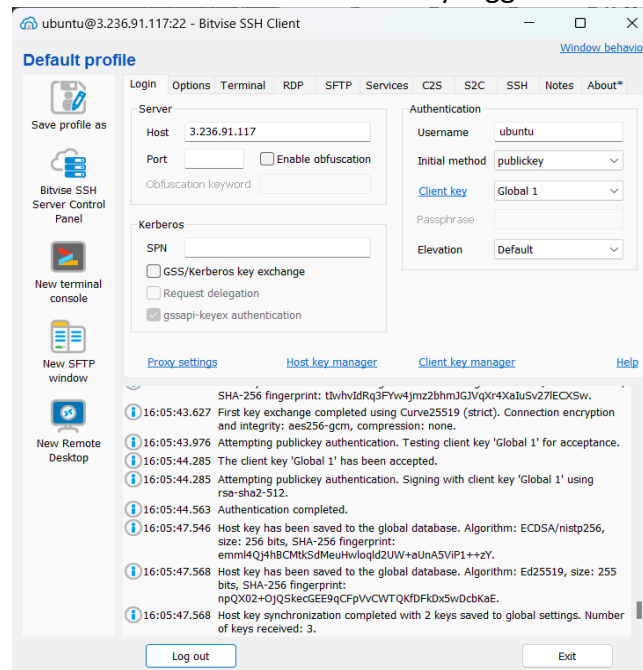 ubuntu@3.236.91.117:22 - Bitvise SSH Client
Default profile
Window behavio
Save profile as
Bitvise SSH
Server Control
Panel
New terminal
console
New SFTP
window
New Remote
Desktop
Login Options Terminal RDP SFTP Services C2S S2C SSH Notes About*
Server
Host 3.236.91.117
Port Enable obfuscation
Obfuscation keyword
Kerberos
SPN
GSS/Kerberos key exchange
Request delegation
gssapi-keyex authentication
Authentication
Username ubuntu
Initial method publickey
Client key Global 1
Passphrase
Elevation Default
Proxy settings Host key manager Client key manager Help
SHA-256 fingerprint: tIwhvIdRq3FYw4jmz2bhmJGJVqXr4XaIuSv27lECXSw.
16:05:43.627 First key exchange completed using Curve25519 (strict). Connection encryption
and integrity: aes256-gcm, compression: none.
16:05:43.976 Attempting publickey authentication. Testing client key 'Global 1' for acceptance.
16:05:44.285 The client key 'Global 1' has been accepted.
16:05:44.285 Attempting publickey authentication. Signing with client key 'Global 1' using
rsa-sha2-512.
16:05:44.563 Authentication completed.
16:05:47.546 Host key has been saved to the global database. Algorithm: ECDSA/nistp256,
size: 256 bits, SHA-256 fingerprint:
emml4Qj4hBCMtkSdMeuHwloqld2UW+aUnA5ViP1++zY.
16:05:47.568 Host key has been saved to the global database. Algorithm: Ed25519, size: 255
bits, SHA-256 fingerprint:
npQX02+OjQSkecGEE9qCFpVvCWTQKfDFkDx5wDcbKaE.
16:05:47.568 Host key synchronization completed with 2 keys saved to global settings. Number
of keys received: 3.
Log out Exit